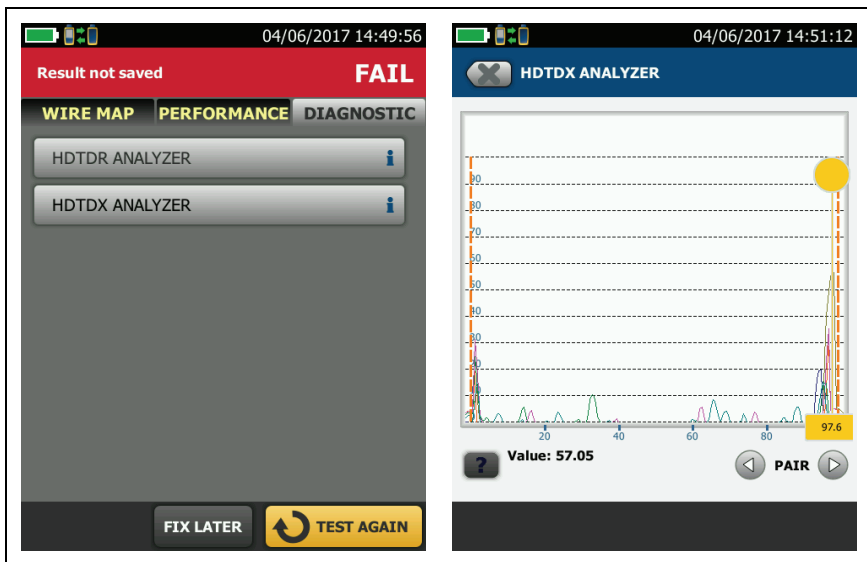 04/06/2017 14:49:56
Result not saved FAIL
WIRE MAP PERFORMANCE DIAGNOSTIC
HDTDR ANALYZER i
HDTDX ANALYZER i
FIX LATER TEST AGAIN
04/06/2017 14:51:12
HDTDX ANALYZER
90
80
70
60
50
40
30
20
10
20 40 60 80 97.6
? Value: 57.05 PAIR